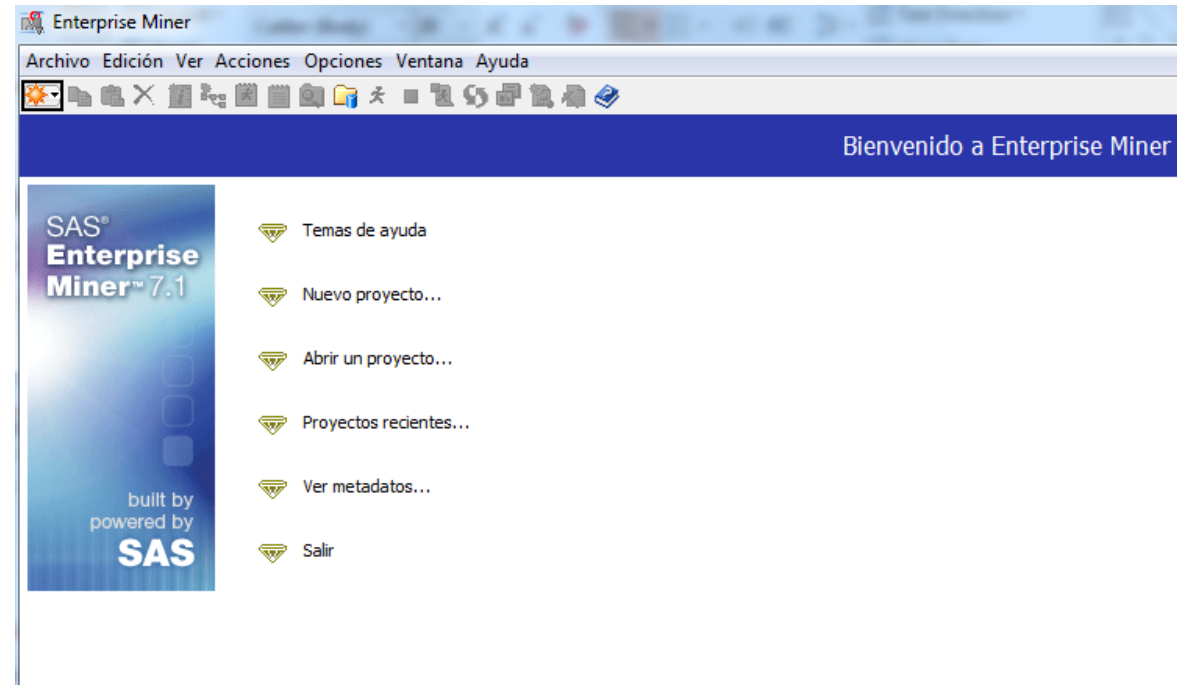 Enterprise Miner
Archivo Edición Ver Acciones Opciones Ventana Ayuda
Bienvenido a Enterprise Miner
SAS®
Enterprise
Miner™ 7.1
Temas de ayuda
Nuevo proyecto...
Abrir un proyecto...
Proyectos recientes...
Ver metadatos...
Salir
built by
powered by
SAS